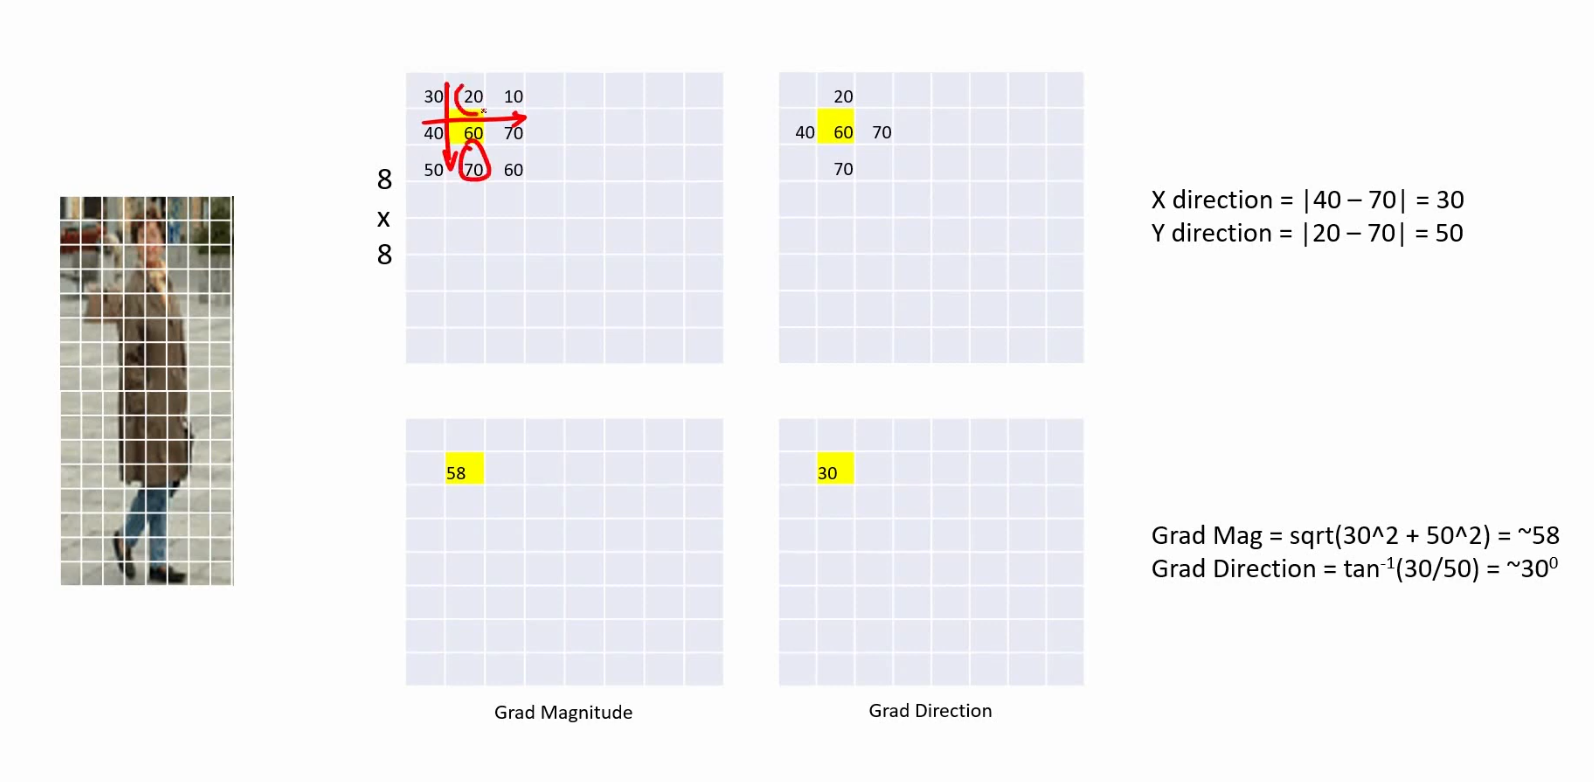 30 20 10
40 60 70
50 70 60
8
x
8
20
40 60 70
70
X direction = |40 – 70| = 30
Y direction = |20 – 70| = 50
58
30
Grad Mag = sqrt(30^2 + 50^2) = ~58
Grad Direction = tan⁻¹(30/50) = ~30⁰
Grad Magnitude
Grad Direction